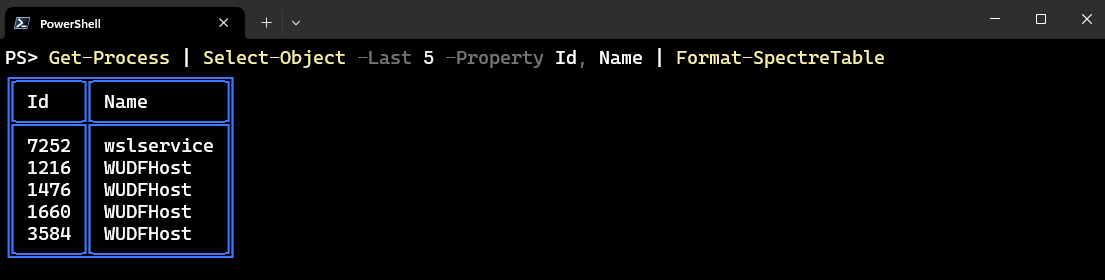 PowerShell
PS> Get-Process | Select-Object -Last 5 -Property Id, Name | Format-SpectreTable
Id Name
7252 wslservice
1216 WUDFHost
1476 WUDFHost
1660 WUDFHost
3584 WUDFHost